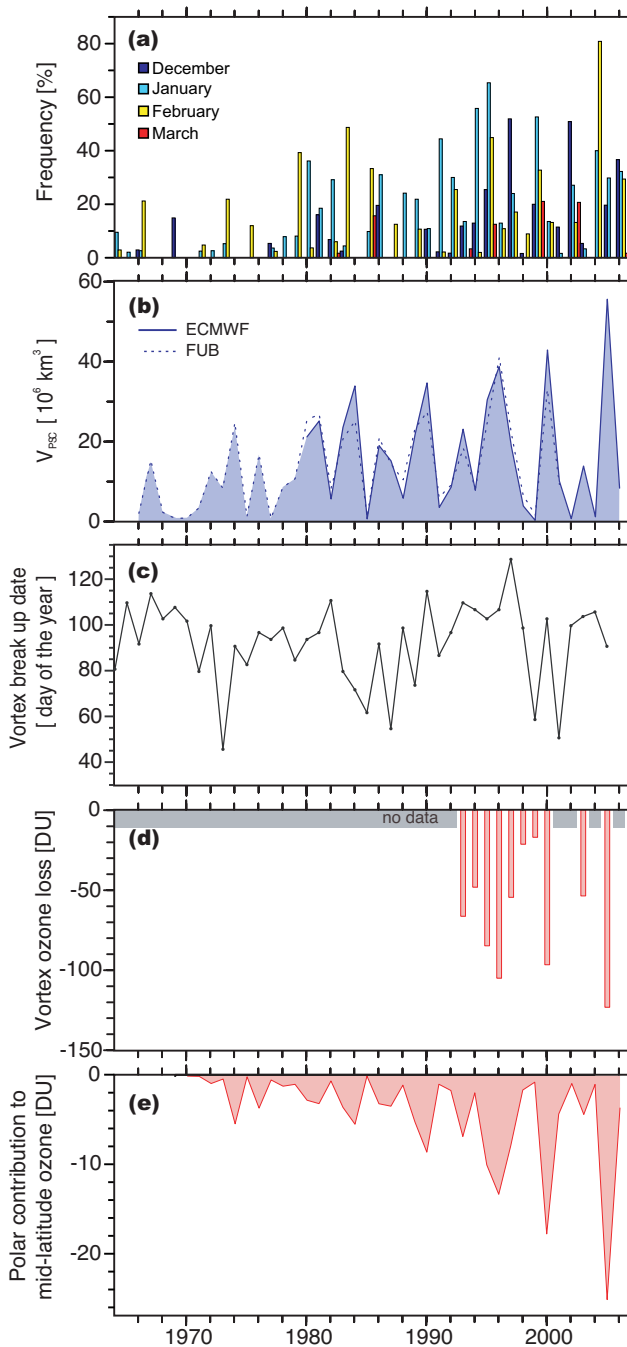 (a)
December
January
February
March
Frequency [%]
80
60
40
20
0
(b)
ECMWF
FUB
V_PSC [ 10^6 km^3 ]
60
40
20
0
(c)
Vortex break up date
[ day of the year ]
120
100
80
60
40
(d)
no data
Vortex ozone loss [DU]
0
-50
-100
-150
(e)
Polar contribution to
mid-latitude ozone [DU]
0
-10
-20
1970
1980
1990
2000